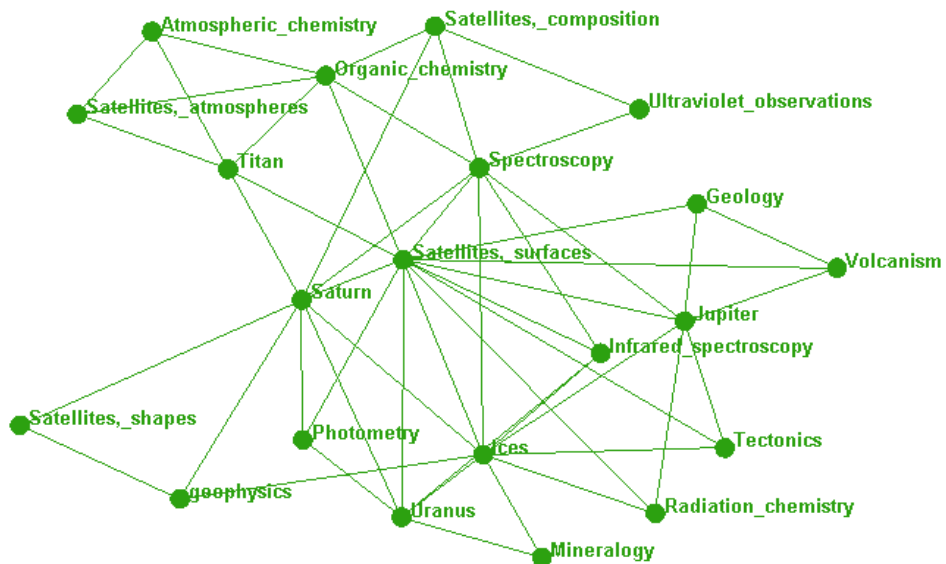 Atmospheric_chemistry
Satellites,_composition
Organic_chemistry
Satellites,_atmospheres
Ultraviolet_observations
Titan
Spectroscopy
Geology
Satellites,_surfaces
Volcanism
Saturn
Jupiter
Infrared_spectroscopy
Satellites,_shapes
Photometry
Ices
Tectonics
geophysics
Uranus
Radiation_chemistry
Mineralogy